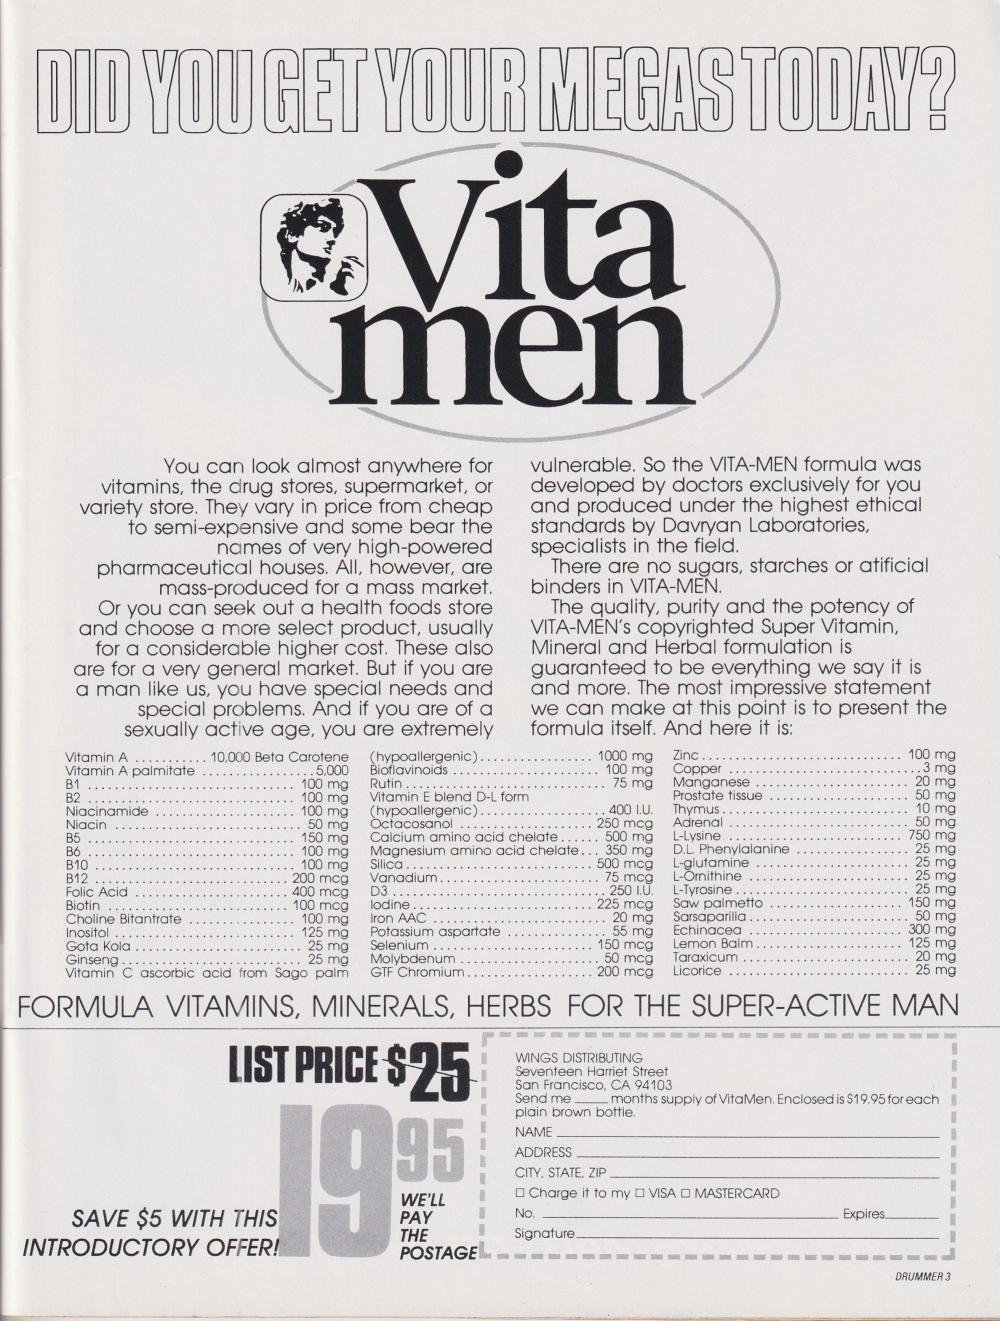 DID YOU GET YOUR MEGAS TODAY?
Vita
men
You can look almost anywhere for
vitamins, the drug stores, supermarket, or
variety store. They vary in price from cheap
to semi-expensive and some bear the
names of very high-powered
pharmaceutical houses. All, however, are
mass-produced for a mass market.
Or you can seek out a health foods store
and choose a more select product, usually
for a considerable higher cost. These also
are for a very general market. But if you are
a man like us, you have special needs and
special problems. And if you are of a
sexually active age, you are extremely
vulnerable. So the VITA-MEN formula was
developed by doctors exclusively for you
and produced under the highest ethical
standards by Davryan Laboratories,
specialists in the field.
There are no sugars, starches or atificial
binders in VITA-MEN.
The quality, purity and the potency of
VITA-MEN's copyrighted Super Vitamin,
Mineral and Herbal formulation is
guaranteed to be everything we say it is
and more. The most impressive statement
we can make at this point is to present the
formula itself. And here it is:
Vitamin A ........... 10,000 Beta Carotene
Vitamin A palmitate ................ 5,000
B1 ............................. 100 mg
B2 ............................. 100 mg
Niacinamide .................... 100 mg
Niacin .......................... 50 mg
B5 ............................. 150 mg
B6 ............................. 100 mg
B10 ............................ 100 mg
B12 ........................... 200 mcg
Folic Acid .................... 400 mcg
Biotin ........................ 100 mcg
Choline Bitantrate ............. 100 mg
Inositol ....................... 125 mg
Gota Kola ....................... 25 mg
Ginseng ......................... 25 mg
Vitamin C ascorbic acid from Sago palm
(hypoallergenic) ................ 1000 mg
Bioflavinoids ................... 100 mg
Rutin ............................ 75 mg
Vitamin E blend D-L form
(hypoallergenic) ............... 400 I.U.
Octacosanol .................... 250 mcg
Calcium amino acid chelate ...... 500 mg
Magnesium amino acid chelate ... 350 mg
Silica ......................... 500 mcg
Vanadium ........................ 75 mcg
D3 ............................ 250 I.U.
Iodine ......................... 225 mcg
Iron AAC ......................... 20 mg
Potassium aspartate .............. 55 mg
Selenium ....................... 150 mcg
Molybdenum ...................... 50 mcg
GTF Chromium ................... 200 mcg
Zinc ............................ 100 mg
Copper ............................ 3 mg
Manganese ........................ 20 mg
Prostate tissue .................. 50 mg
Thymus ........................... 10 mg
Adrenal .......................... 50 mg
L-Lysine ........................ 750 mg
D.L. Phenylaianine ............... 25 mg
L-glutamine ...................... 25 mg
L-Ornithine ...................... 25 mg
L-Tyrosine ....................... 25 mg
Saw palmetto .................... 150 mg
Sarsaparilla ..................... 50 mg
Echinacea ....................... 300 mg
Lemon Balm ...................... 125 mg
Taraxicum ........................ 20 mg
Licorice ......................... 25 mg
FORMULA VITAMINS, MINERALS, HERBS FOR THE SUPER-ACTIVE MAN
LIST PRICE $25
19 95
WE'LL
PAY
THE
POSTAGE
SAVE $5 WITH THIS
INTRODUCTORY OFFER!
WINGS DISTRIBUTING
Seventeen Harriet Street
San Francisco, CA 94103
Send me _____ months supply of VitaMen. Enclosed is $19.95 for each
plain brown bottle.
NAME
ADDRESS
CITY, STATE, ZIP
☐ Charge it to my ☐ VISA ☐ MASTERCARD
No. Expires
Signature
DRUMMER 3